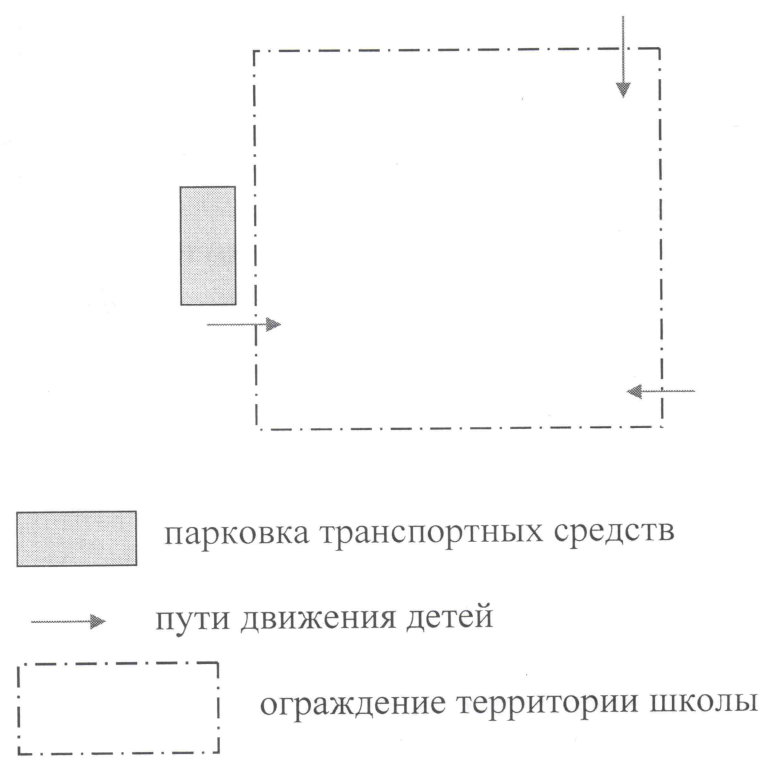 парковка транспортных средств
пути движения детей
ограждение территории школы